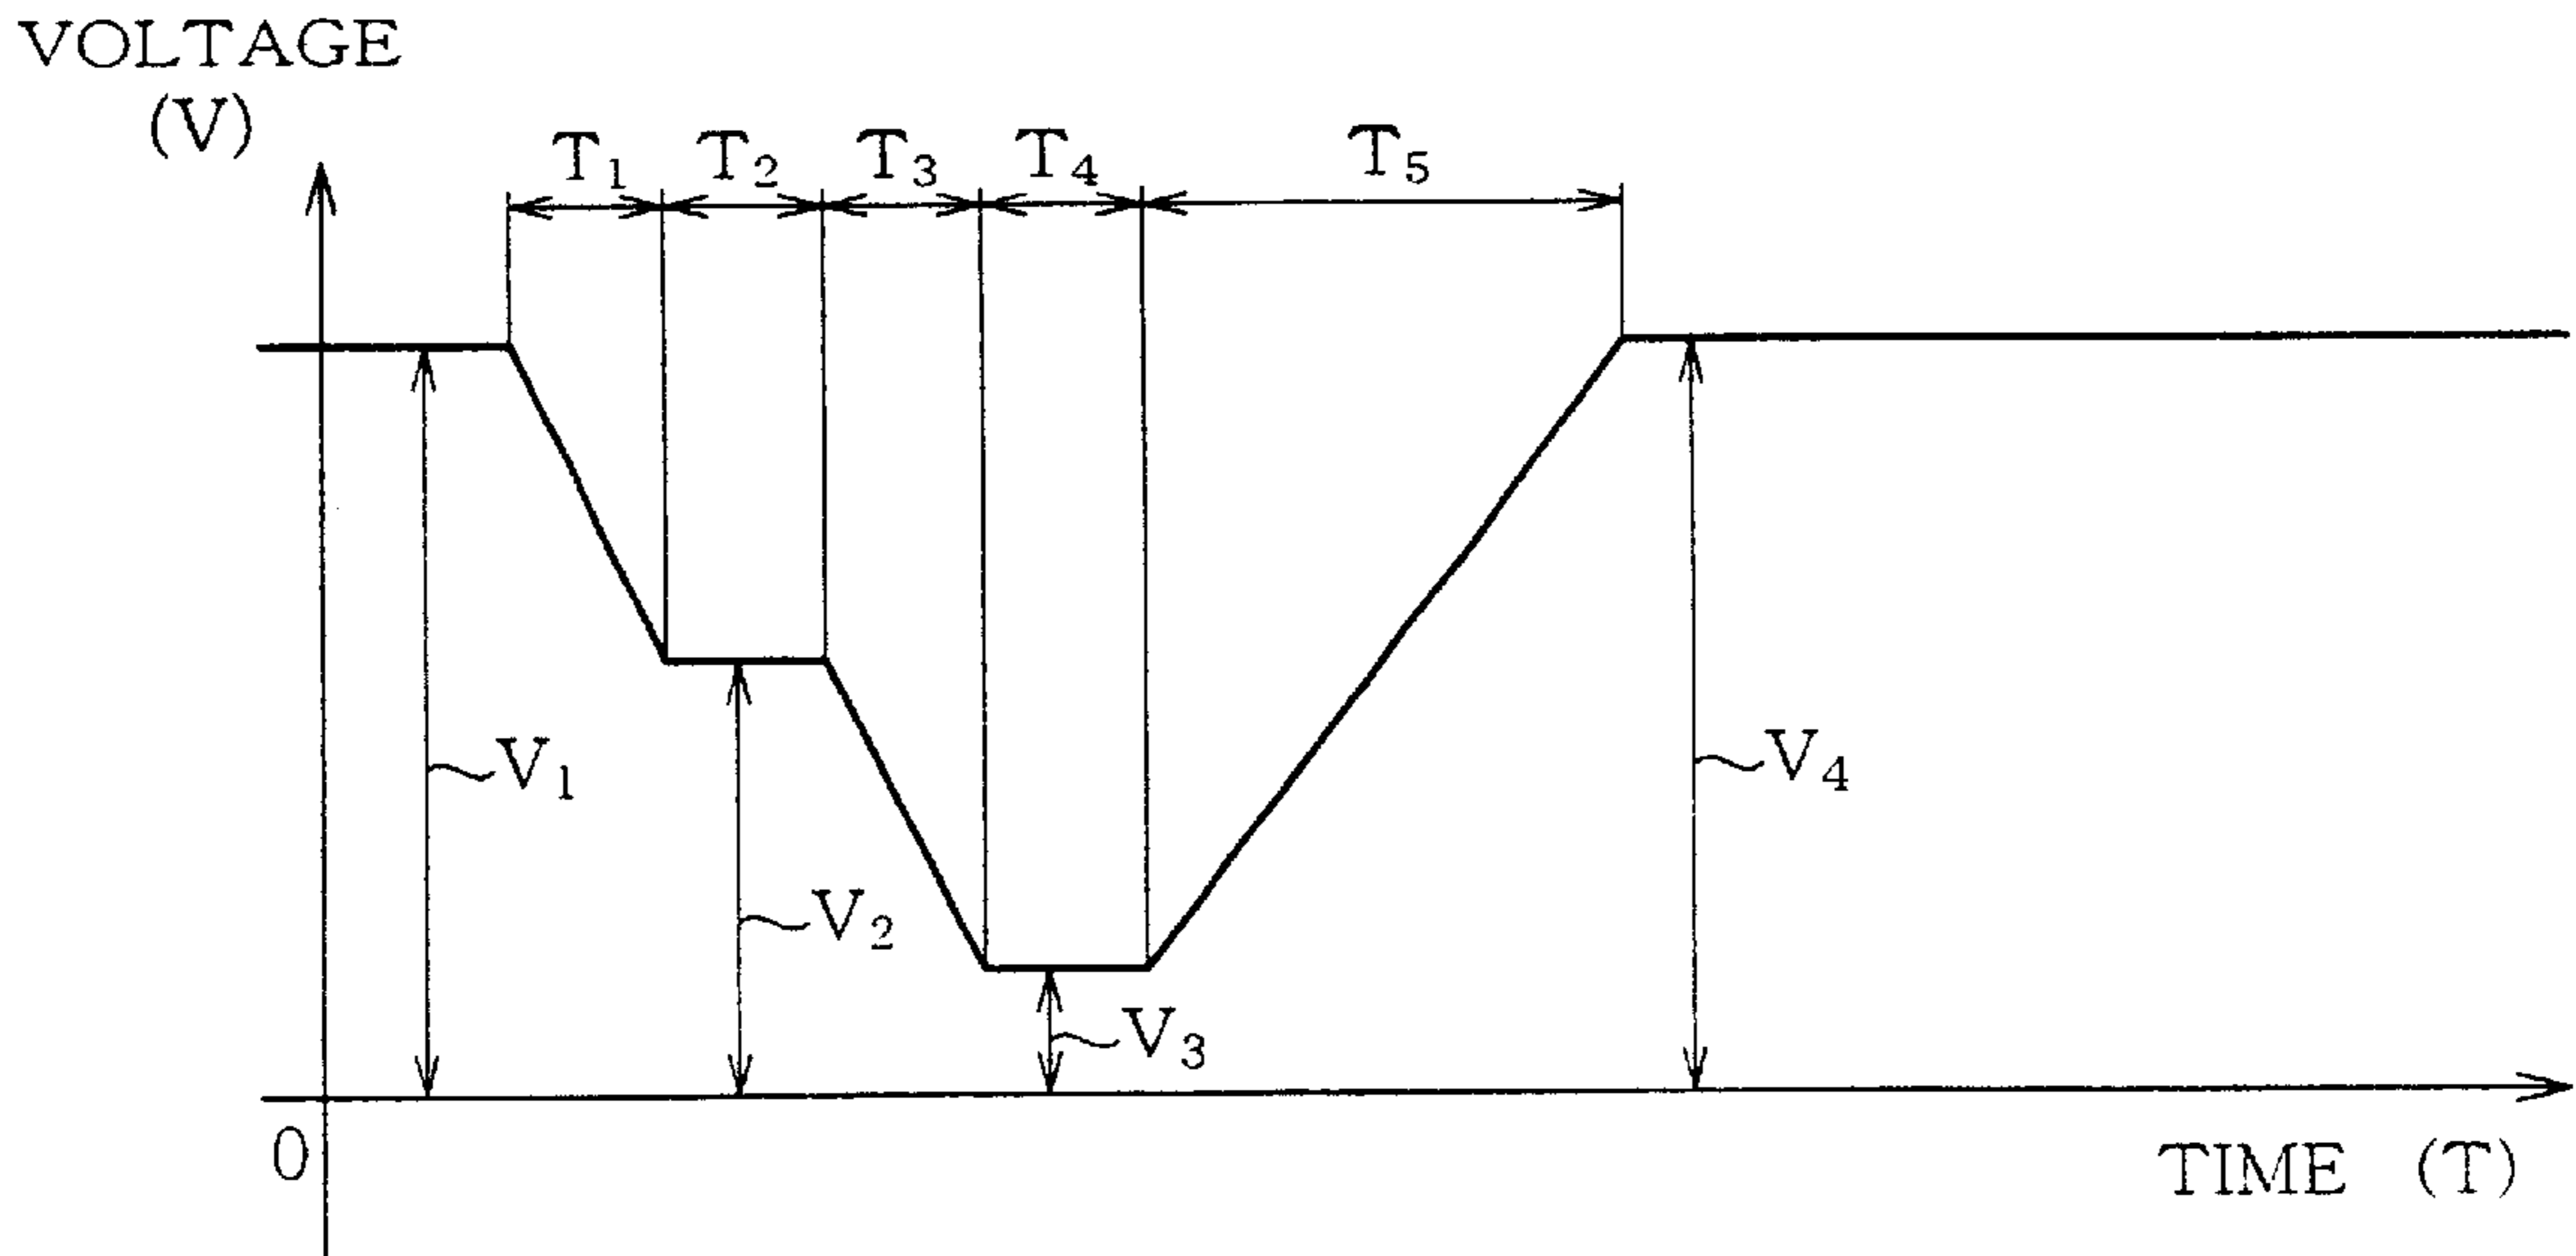 VOLTAGE
(V)
T₁ T₂ T₃ T₄ T₅
V₁
V₄
V₂
V₃
0
TIME (T)